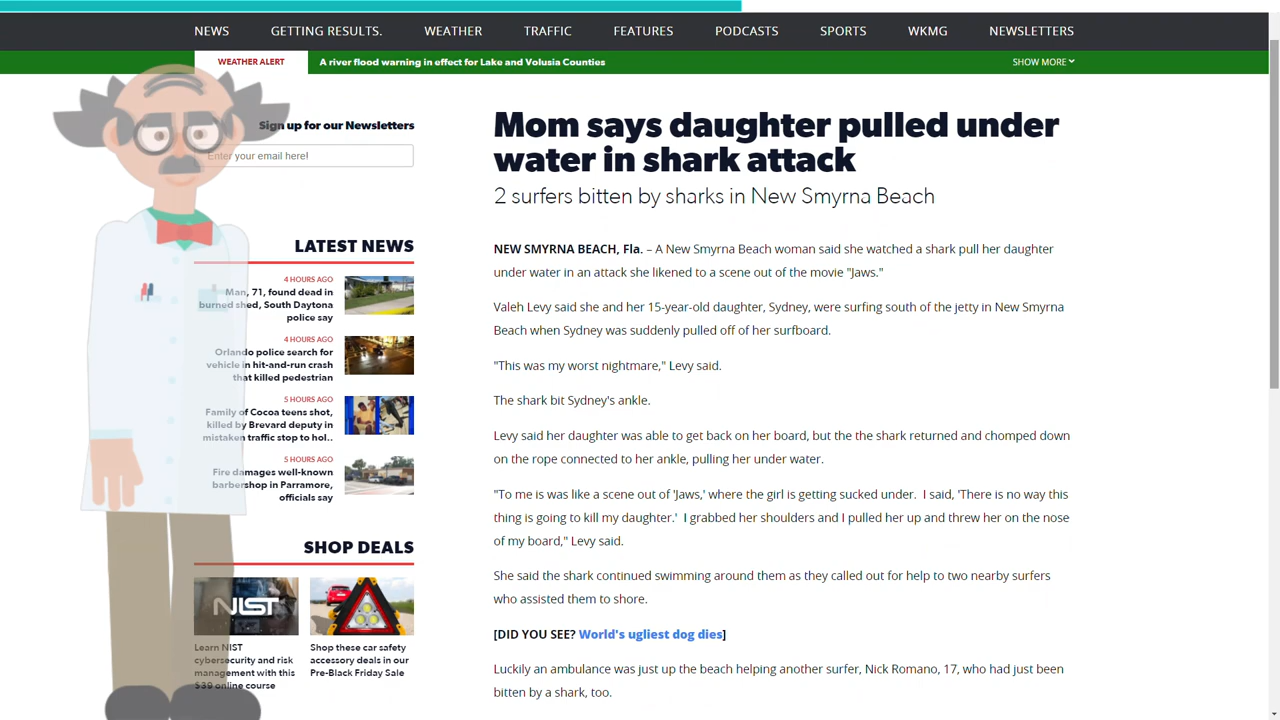 NEWS GETTING RESULTS. WEATHER TRAFFIC FEATURES PODCASTS SPORTS WKMG NEWSLETTERS
WEATHER ALERT A river flood warning in effect for Lake and Volusia Counties SHOW MORE
Sign up for our Newsletters
Enter your email here!
LATEST NEWS
4 HOURS AGO
Man, 71, found dead in
burned shed, South Daytona
police say
4 HOURS AGO
Orlando police search for
vehicle in hit-and-run crash
that killed pedestrian
5 HOURS AGO
Family of Cocoa teens shot,
killed by Brevard deputy in
mistaken traffic stop to hol..
5 HOURS AGO
Fire damages well-known
barbershop in Parramore,
officials say
SHOP DEALS
NIST
Learn NIST
cybersecurity and risk
management with this
$39 online course
Shop these car safety
accessory deals in our
Pre-Black Friday Sale
Mom says daughter pulled under
water in shark attack
2 surfers bitten by sharks in New Smyrna Beach
NEW SMYRNA BEACH, Fla. – A New Smyrna Beach woman said she watched a shark pull her daughter
under water in an attack she likened to a scene out of the movie "Jaws."
Valeh Levy said she and her 15-year-old daughter, Sydney, were surfing south of the jetty in New Smyrna
Beach when Sydney was suddenly pulled off of her surfboard.
"This was my worst nightmare," Levy said.
The shark bit Sydney's ankle.
Levy said her daughter was able to get back on her board, but the the shark returned and chomped down
on the rope connected to her ankle, pulling her under water.
"To me is was like a scene out of 'Jaws,' where the girl is getting sucked under. I said, 'There is no way this
thing is going to kill my daughter.' I grabbed her shoulders and I pulled her up and threw her on the nose
of my board," Levy said.
She said the shark continued swimming around them as they called out for help to two nearby surfers
who assisted them to shore.
[DID YOU SEE? World's ugliest dog dies]
Luckily an ambulance was just up the beach helping another surfer, Nick Romano, 17, who had just been
bitten by a shark, too.